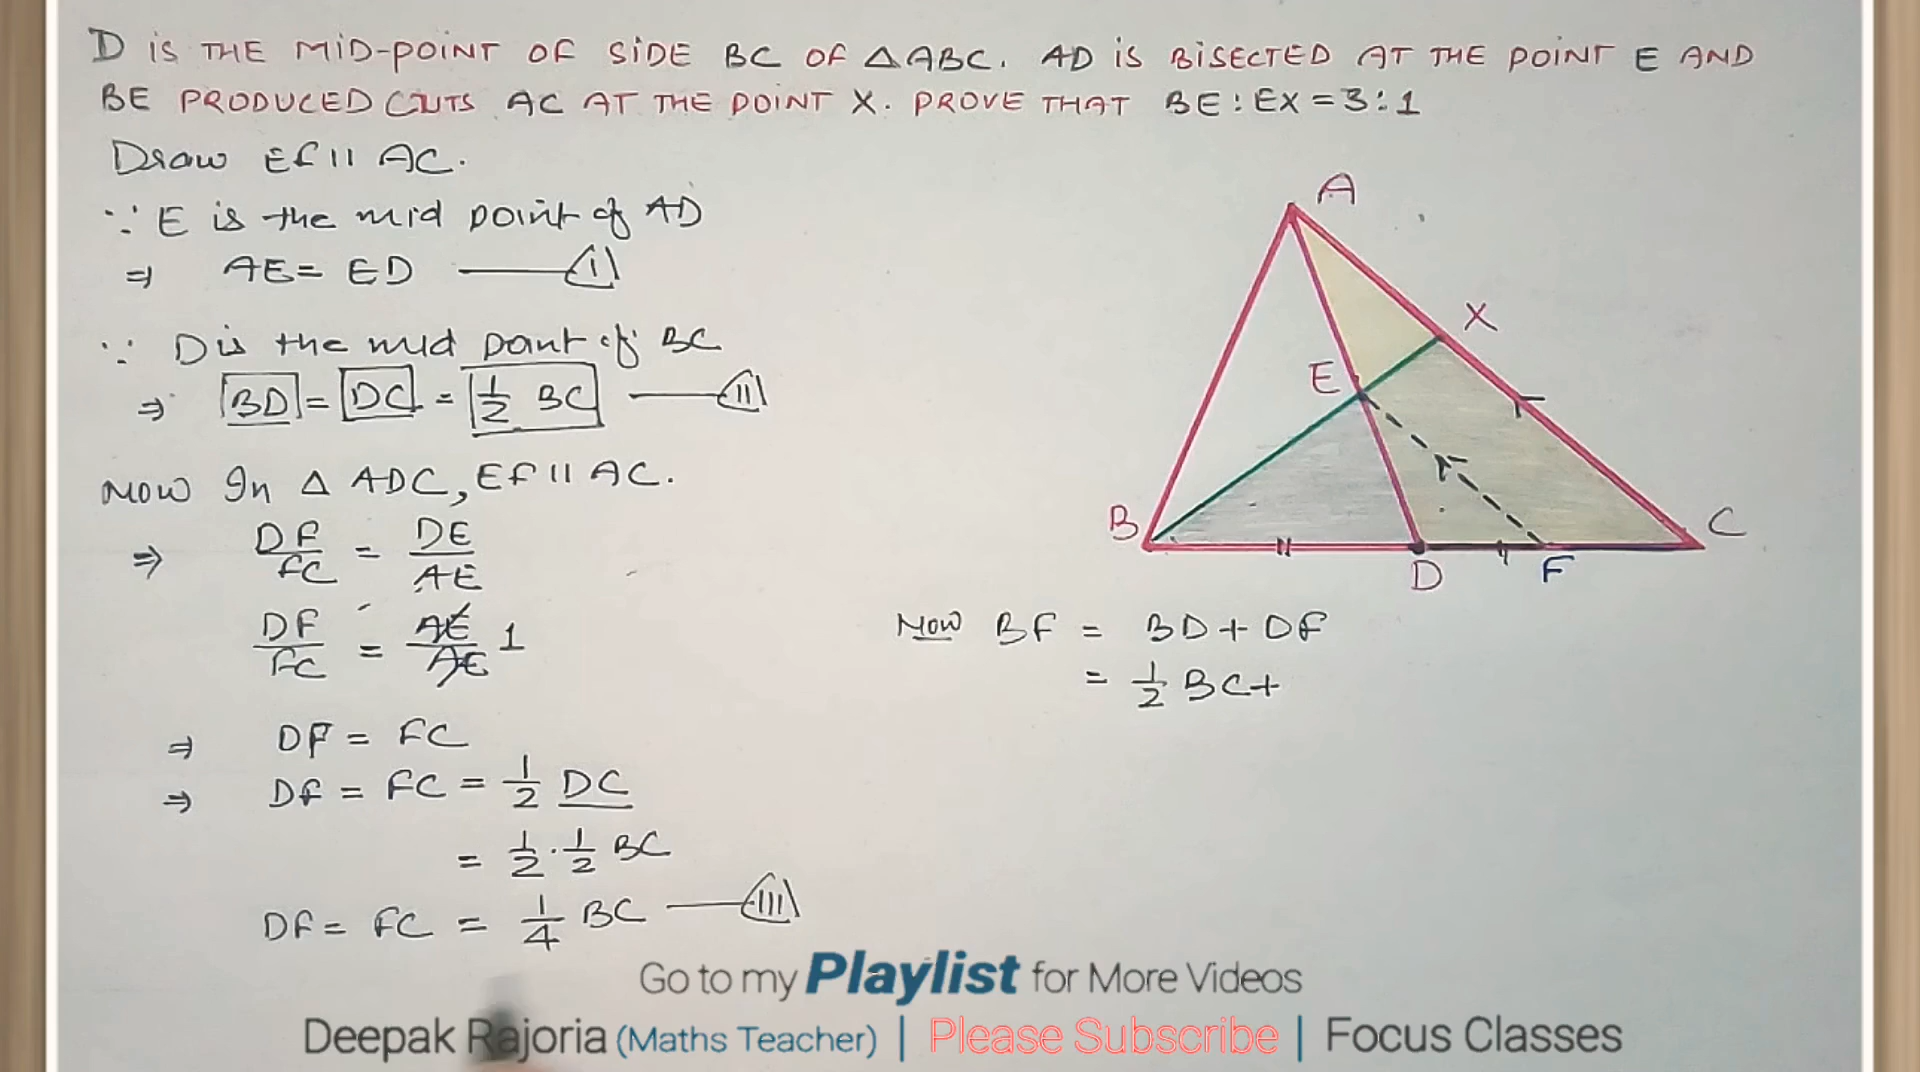 D IS THE MID-POINT OF SIDE BC OF △ABC. AD IS BISECTED AT THE POINT E AND
BE PRODUCED CUTS AC AT THE POINT X. PROVE THAT BE : EX = 3 : 1
Draw EF || AC.
∵ E is the mid point of AD
⇒ AE = ED — (I)
∵ D is the mid point of BC
⇒ BD = DC = 1/2 BC — (II)
Now In △ ADC, EF || AC.
⇒ DF/FC = DE/AE
DF/FC = AE/AE 1
⇒ DF = FC
⇒ DF = FC = 1/2 DC
= 1/2 · 1/2 BC
DF = FC = 1/4 BC — (III)
A
X
E
B
C
D
F
Now BF = BD + DF
= 1/2 BC +
Go to my Playlist for More Videos
Deepak Rajoria (Maths Teacher) | Please Subscribe | Focus Classes